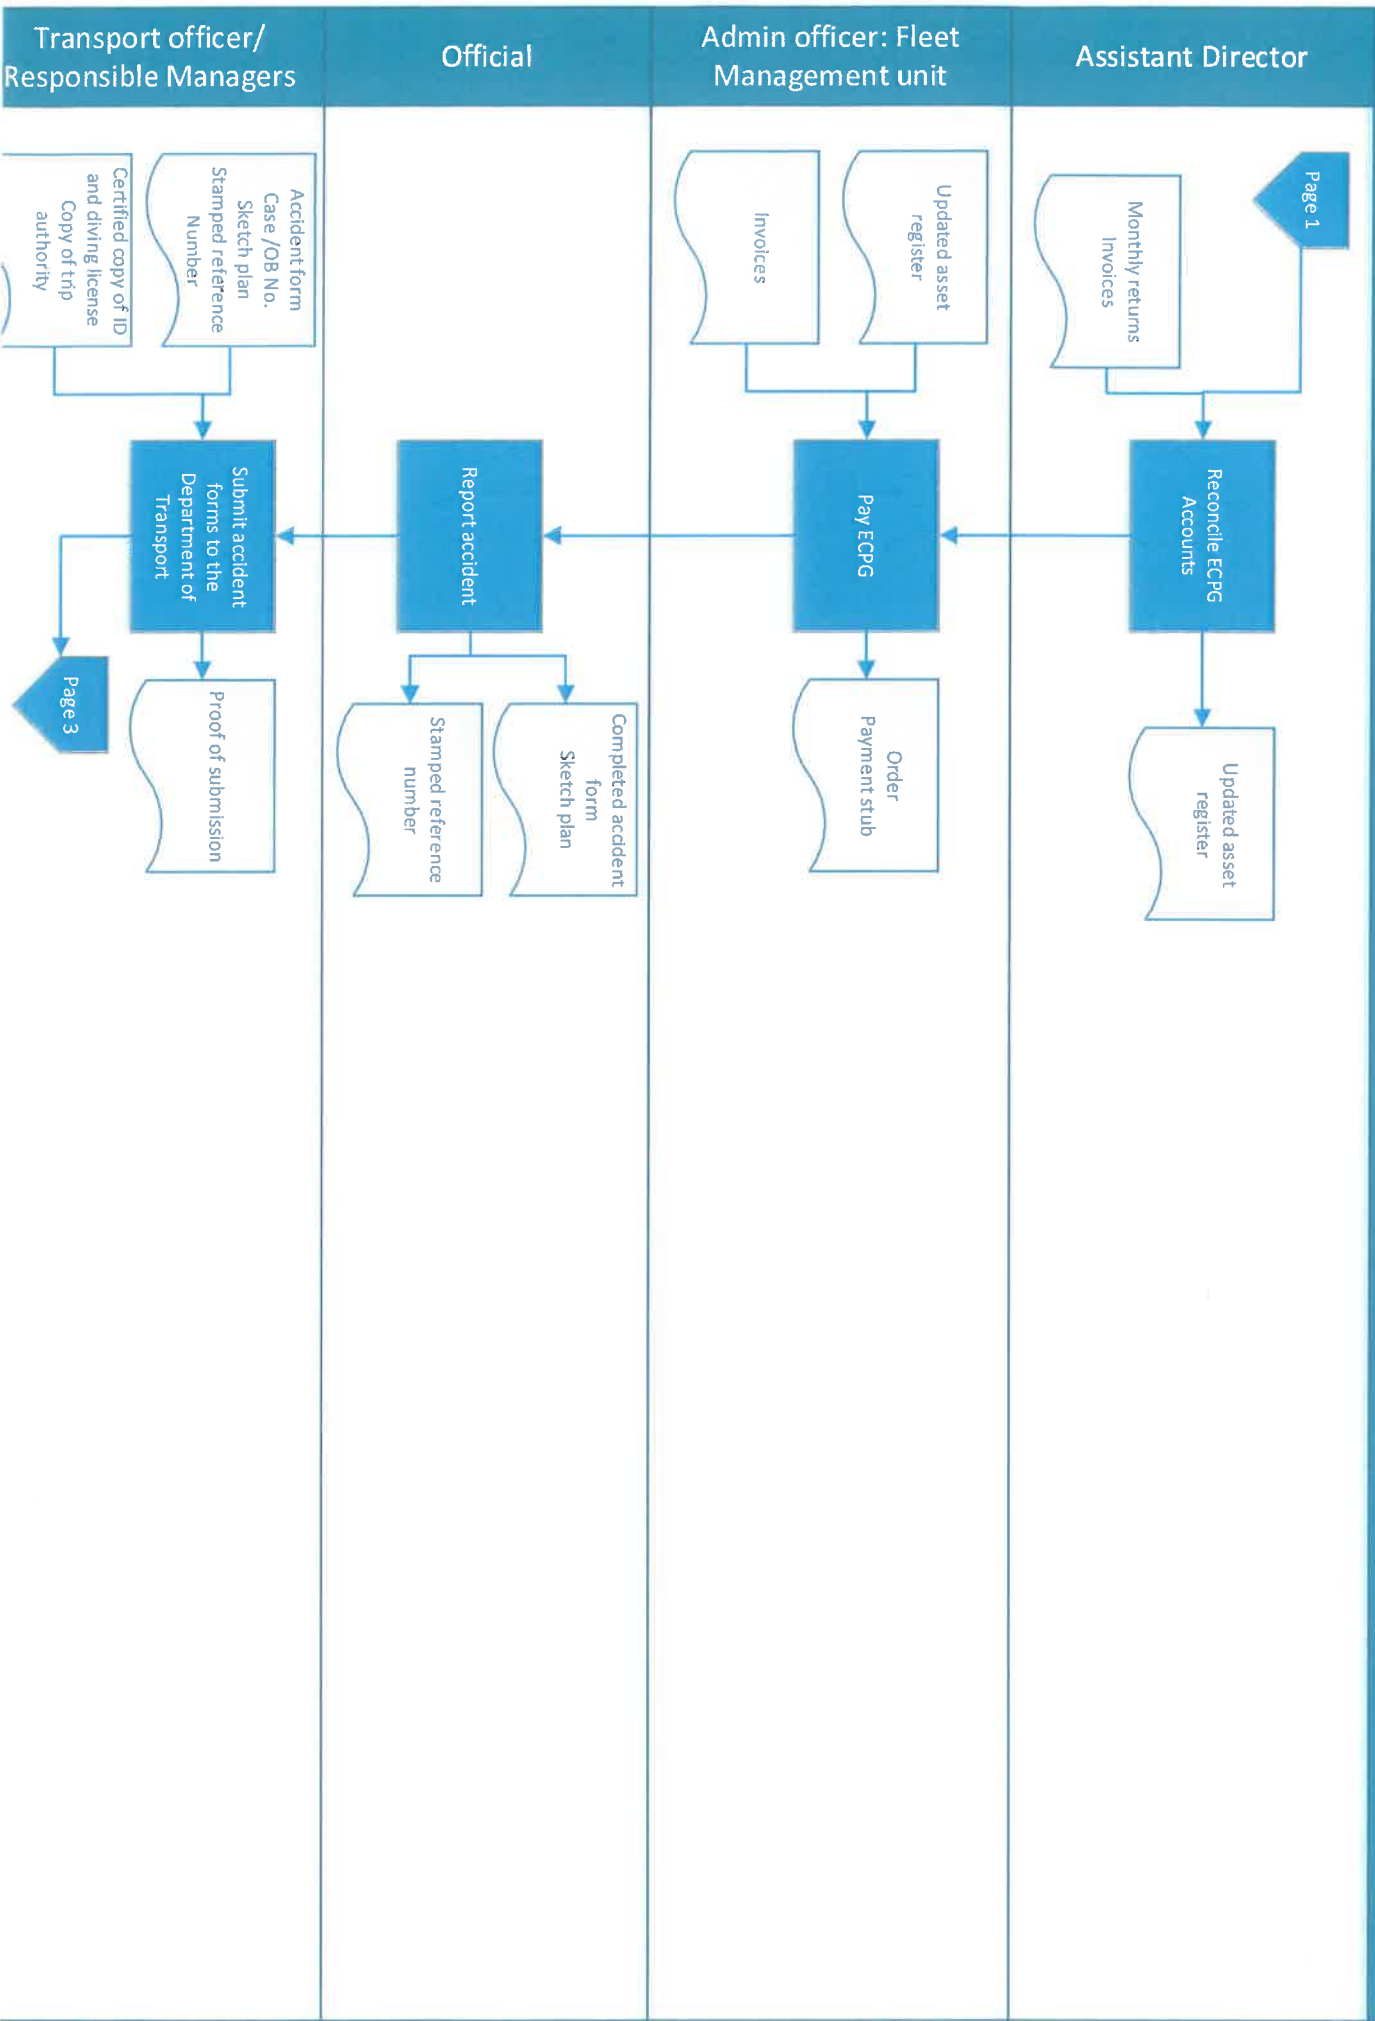 Transport officer/
Responsible Managers
Official
Admin officer: Fleet
Management unit
Assistant Director
Page 1
Monthly returns
Invoices
Reconcile ECPG
Accounts
Updated asset
register
Updated asset
register
Invoices
Pay ECPG
Order
Payment stub
Report accident
Completed accident
form
Sketch plan
Stamped reference
number
Accident form
Case /OB No.
Sketch plan
Stamped reference
Number
Certified copy of ID
and diving license
Copy of trip
authority
Submit accident
forms to the
Department of
Transport
Proof of submission
Page 3